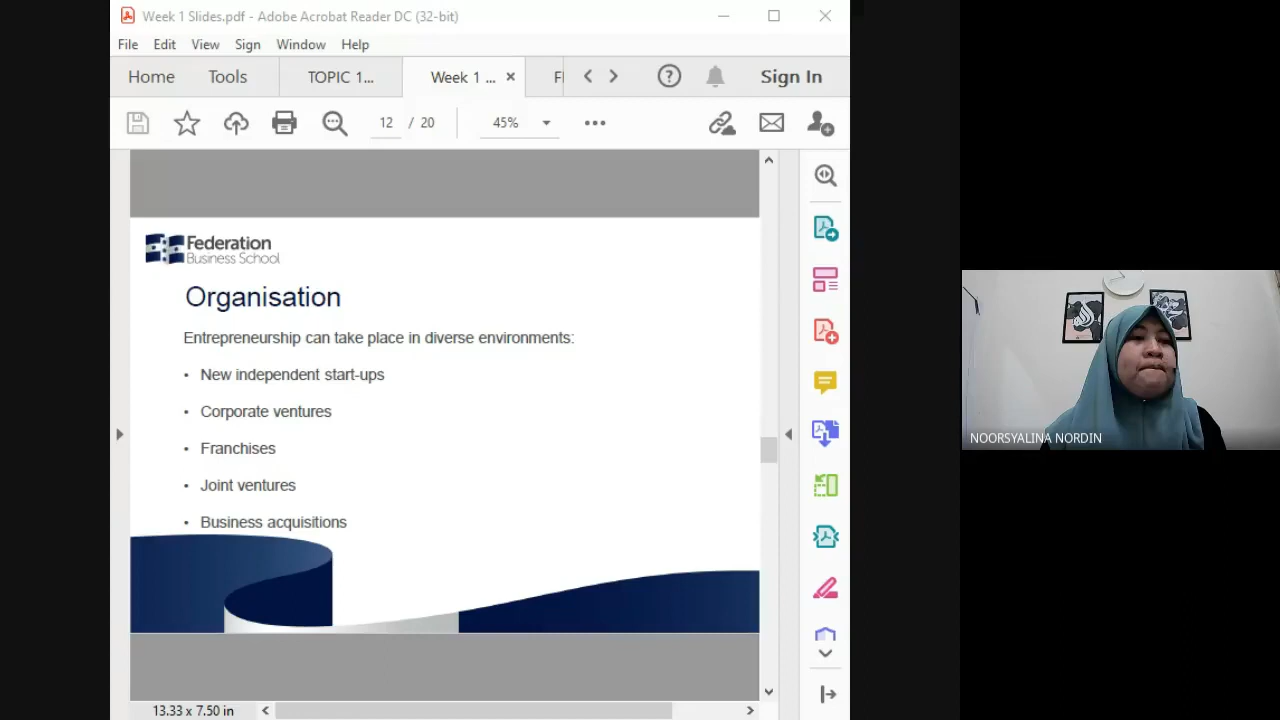 Week 1 Slides.pdf - Adobe Acrobat Reader DC (32-bit)
File Edit View Sign Window Help
Home Tools TOPIC 1... Week 1 ... Sign In
12 / 20 45%
Federation
Business School
Organisation
Entrepreneurship can take place in diverse environments:
• New independent start-ups
• Corporate ventures
• Franchises
• Joint ventures
• Business acquisitions
NOORSYALINA NORDIN
13.33 x 7.50 in